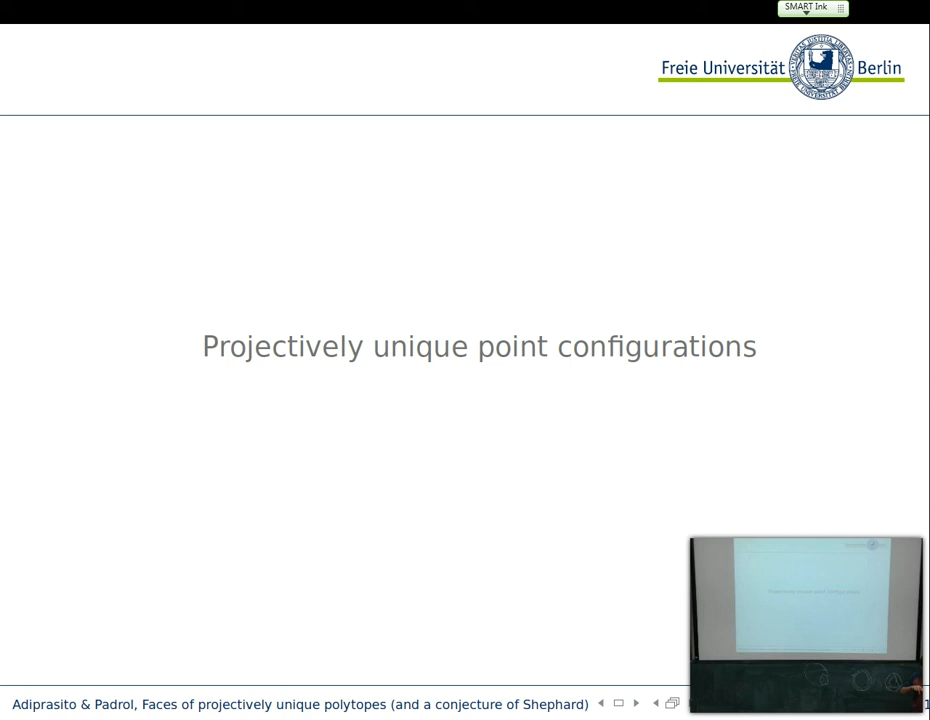 SMART Ink
Freie Universität Berlin
Projectively unique point configurations
Adiprasito & Padrol, Faces of projectively unique polytopes (and a conjecture of Shephard)
1